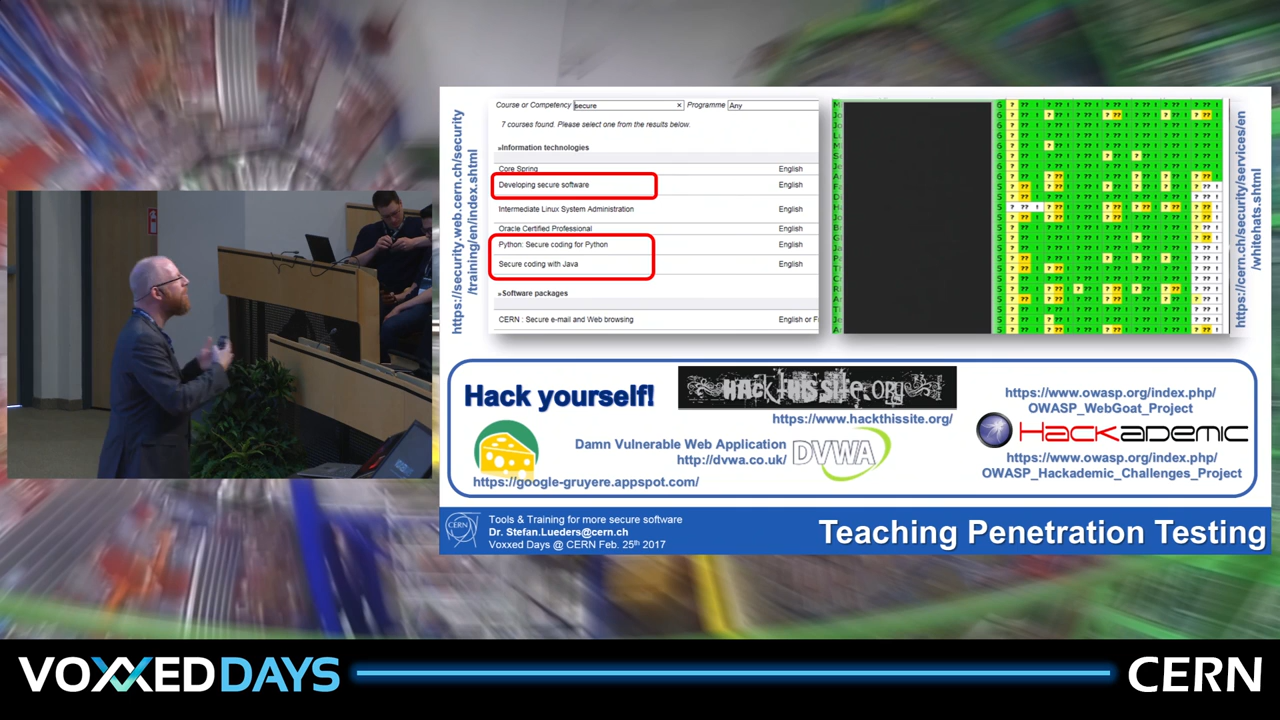 https://security.web.cern.ch/security
/training/en/index.shtml
Course or Competency secure × Programme Any
7 courses found. Please select one from the results below.
»Information technologies
Core Spring English
Developing secure software English
Intermediate Linux System Administration English
Oracle Certified Professional English
Python: Secure coding for Python English
Secure coding with Java English
»Software packages
CERN : Secure e-mail and Web browsing English or F
https://cern.ch/security/services/en
/whitehats.shtml
Hack yourself!
HackThisSite.org
https://www.hackthissite.org/
Damn Vulnerable Web Application
http://dvwa.co.uk/
DVWA
https://google-gruyere.appspot.com/
https://www.owasp.org/index.php/
OWASP_WebGoat_Project
Hackademic
https://www.owasp.org/index.php/
OWASP_Hackademic_Challenges_Project
CERN
Tools & Training for more secure software
Dr. Stefan.Lueders@cern.ch
Voxxed Days @ CERN Feb. 25th 2017
Teaching Penetration Testing
VOXXED DAYS
CERN